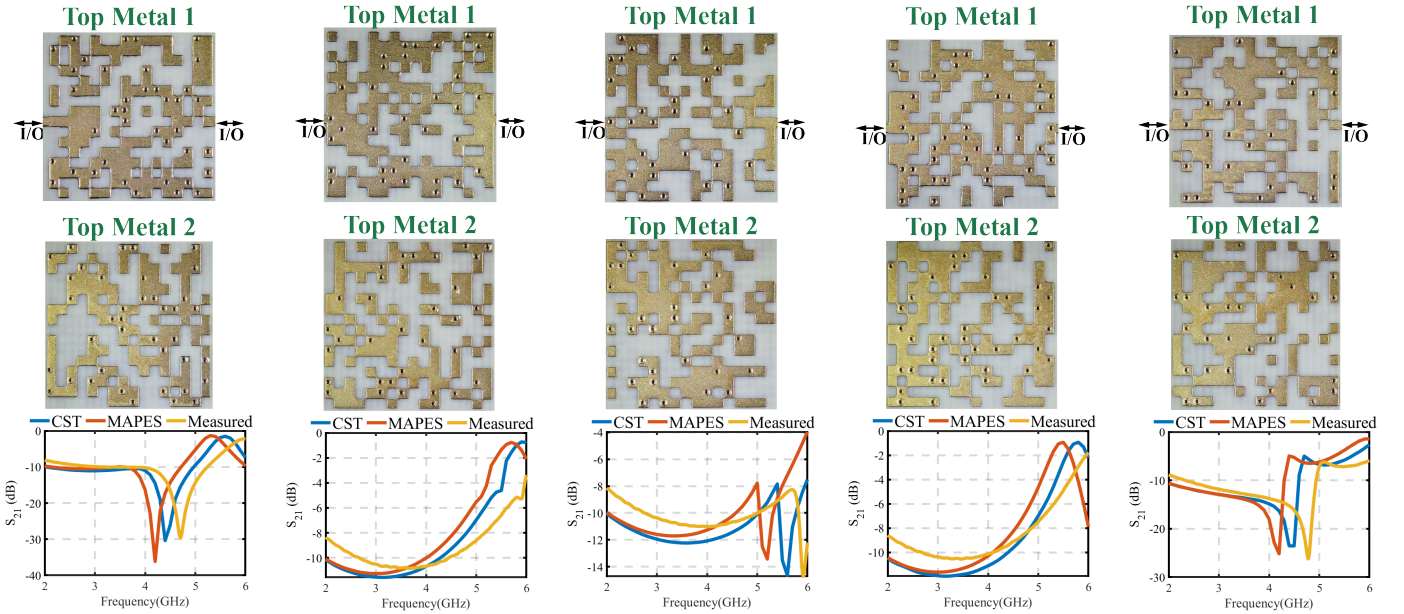 Top Metal 1 Top Metal 1 Top Metal 1 Top Metal 1 Top Metal 1
I/O I/O I/O I/O I/O I/O I/O I/O I/O I/O
Top Metal 2 Top Metal 2 Top Metal 2 Top Metal 2 Top Metal 2
CST MAPES Measured
0
-10
-20
-30
-40
S21 (dB)
2 3 4 5 6
Frequency(GHz)
CST MAPES Measured
0
-2
-4
-6
-8
-10
S21 (dB)
2 3 4 5 6
Frequency(GHz)
CST MAPES Measured
-4
-6
-8
-10
-12
-14
S21 (dB)
2 3 4 5 6
Frequency(GHz)
CST MAPES Measured
0
-2
-4
-6
-8
-10
S21 (dB)
2 3 4 5 6
Frequency(GHz)
CST MAPES Measured
0
-10
-20
-30
S21 (dB)
2 3 4 5 6
Frequency(GHz)